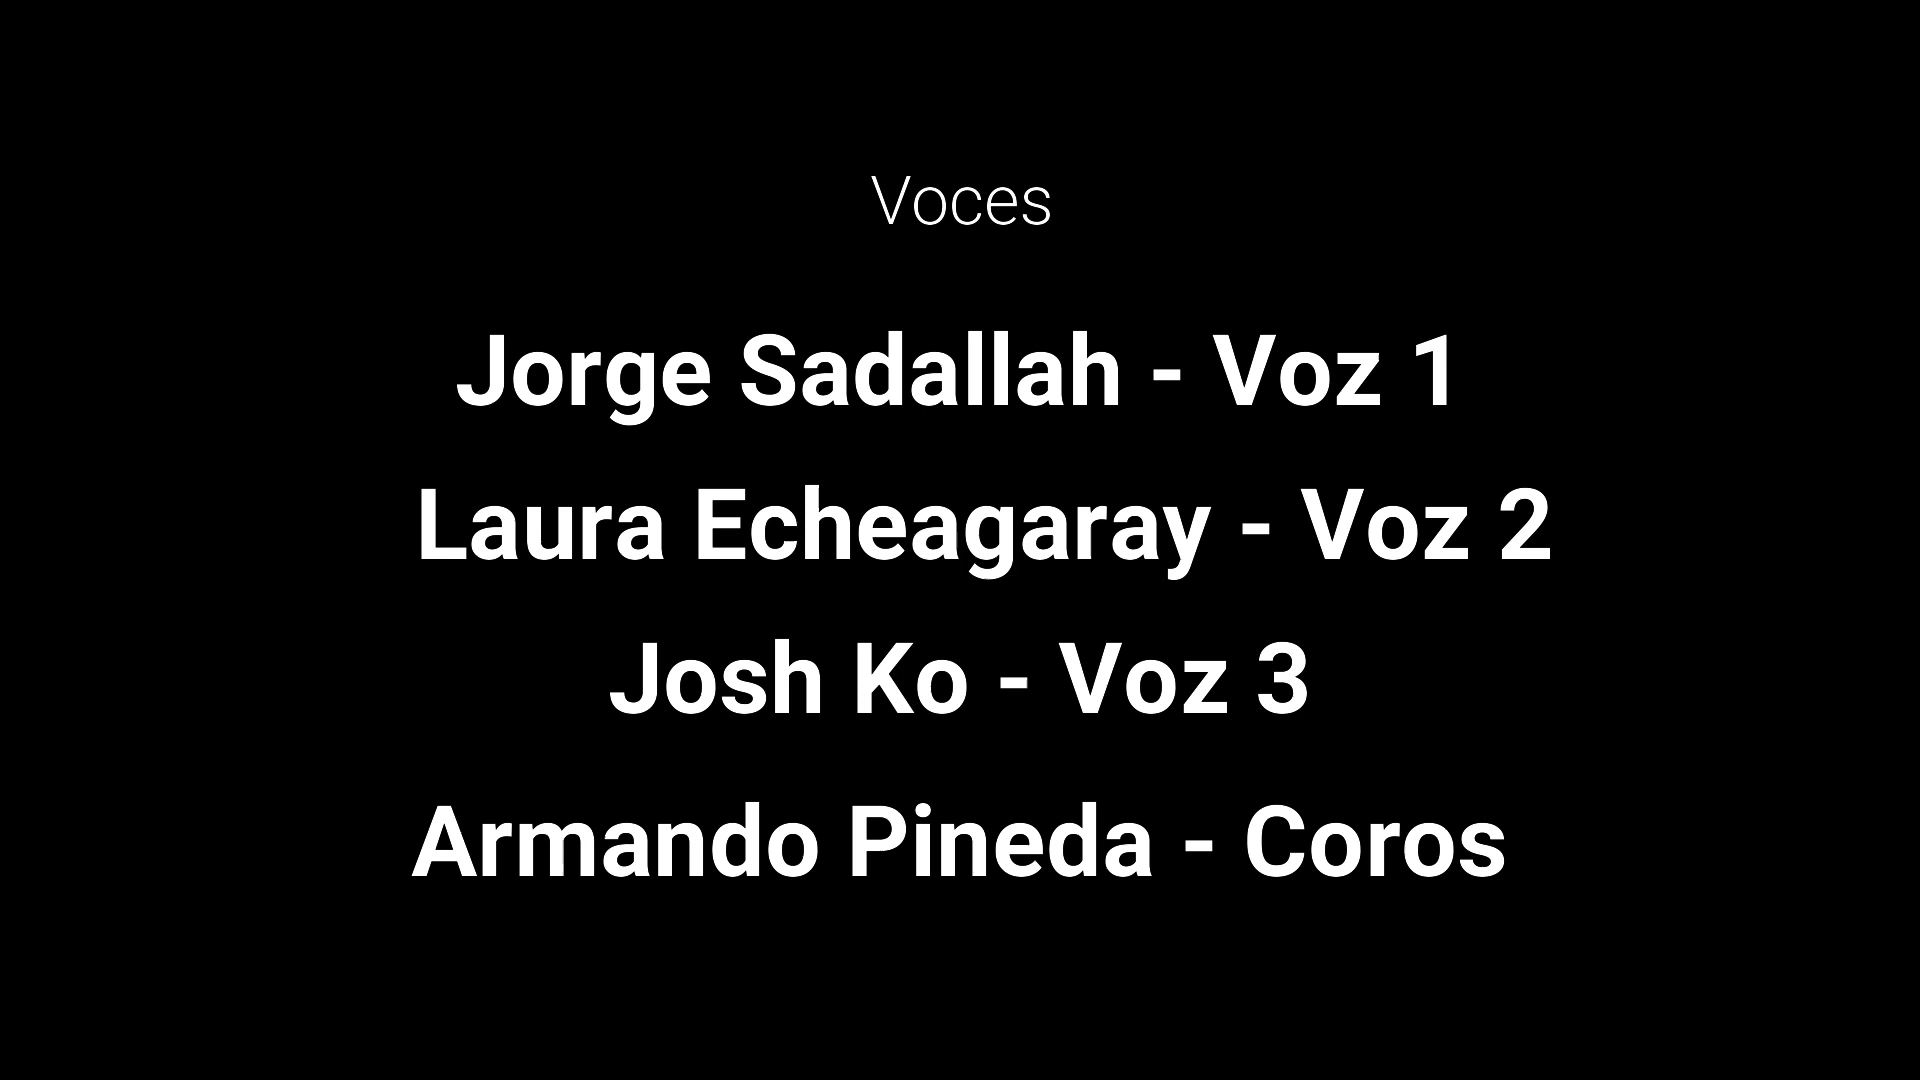 Voces
Jorge Sadallah - Voz 1
Laura Echeagaray - Voz 2
Josh Ko - Voz 3
Armando Pineda - Coros